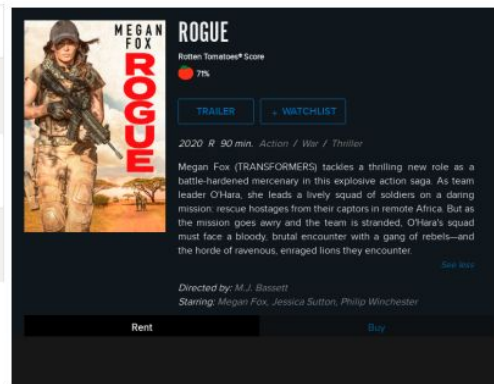 MEGAN
FOX
ROGUE
ROGUE
Rotten Tomatoes® Score
71%
TRAILER
+ WATCHLIST
2020 R 90 min. Action / War / Thriller
Megan Fox (TRANSFORMERS) tackles a thrilling new role as a
battle-hardened mercenary in this explosive action saga. As team
leader O'Hara, she leads a lively squad of soldiers on a daring
mission: rescue hostages from their captors in remote Africa. But as
the mission goes awry and the team is stranded, O'Hara's squad
must face a bloody, brutal encounter with a gang of rebels—and
the horde of ravenous, enraged lions they encounter.
See less
Directed by: M.J. Bassett
Starring: Megan Fox, Jessica Sutton, Philip Winchester
Rent
Buy